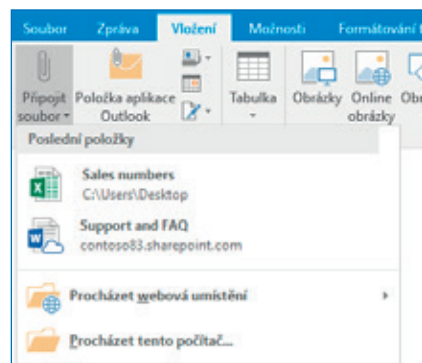 Soubor Zpráva Vložení Možnosti Formátování t
Připojit Položka aplikace Tabulka Obrázky Online Obr
soubor Outlook obrázky
Poslední položky
Sales numbers
C:\Users\Desktop
Support and FAQ
contoso83.sharepoint.com
Procházet webová umístění
Procházet tento počítač...